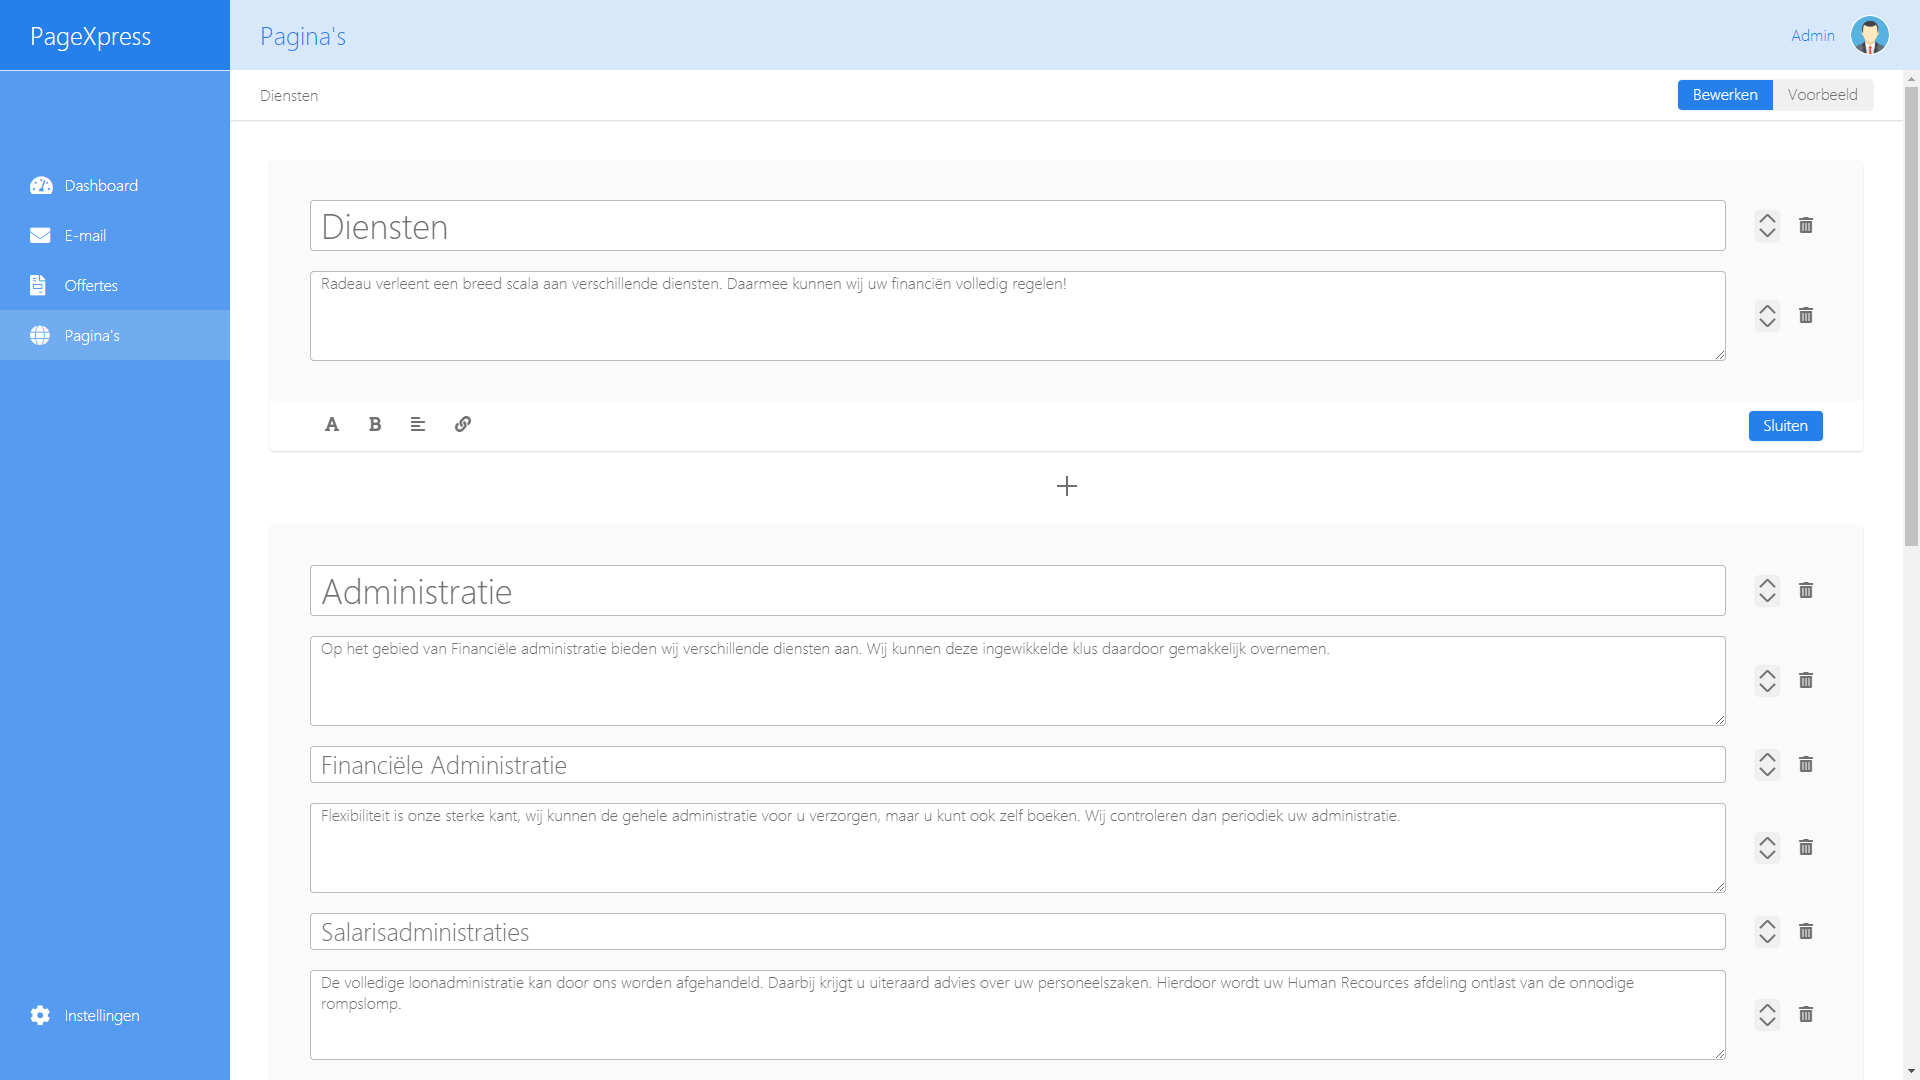 PageXpress
Pagina's
Admin
Diensten
Bewerken
Voorbeeld
Dashboard
E-mail
Offertes
Pagina's
Instellingen
Diensten
Radeau verleent een breed scala aan verschillende diensten. Daarmee kunnen wij uw financiën volledig regelen!
A B
Sluiten
Administratie
Op het gebied van Financiële administratie bieden wij verschillende diensten aan. Wij kunnen deze ingewikkelde klus daardoor gemakkelijk overnemen.
Financiële Administratie
Flexibiliteit is onze sterke kant, wij kunnen de gehele administratie voor u verzorgen, maar u kunt ook zelf boeken. Wij controleren dan periodiek uw administratie.
Salarisadministraties
De volledige loonadministratie kan door ons worden afgehandeld. Daarbij krijgt u uiteraard advies over uw personeelszaken. Hierdoor wordt uw Human Recources afdeling ontlast van de onnodige
rompslomp.